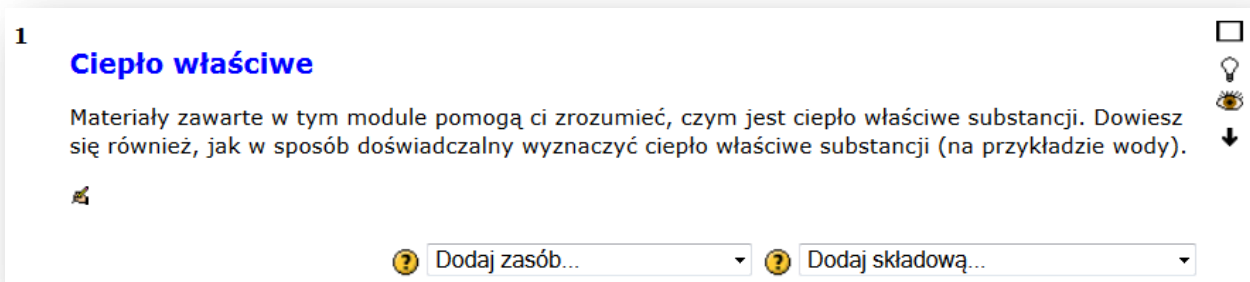 1
Ciepło właściwe
Materiały zawarte w tym module pomogą ci zrozumieć, czym jest ciepło właściwe substancji. Dowiesz
się również, jak w sposób doświadczalny wyznaczyć ciepło właściwe substancji (na przykładzie wody).
? Dodaj zasób... ? Dodaj składową...